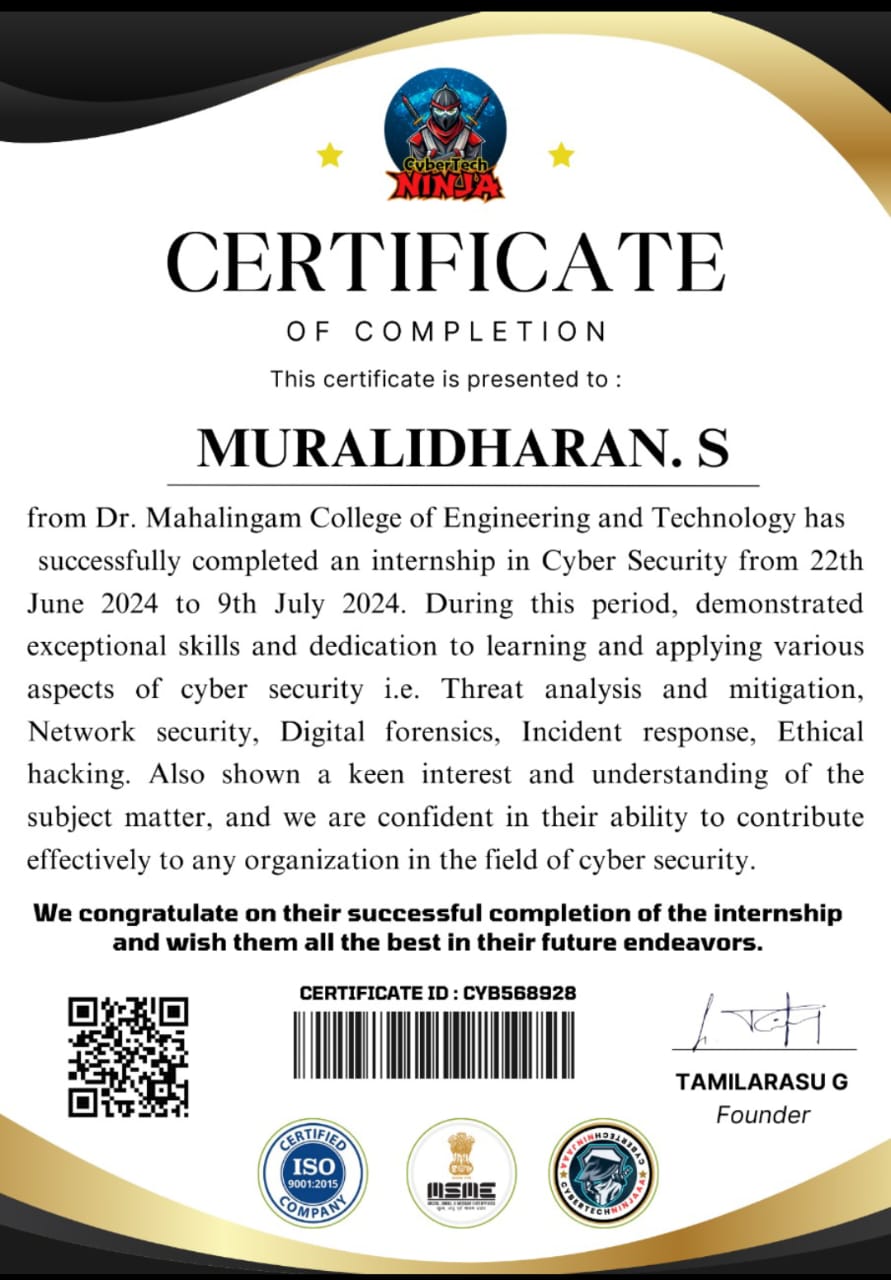 CyberTech
NINJA
CERTIFICATE
OF COMPLETION
This certificate is presented to :
MURALIDHARAN. S
from Dr. Mahalingam College of Engineering and Technology has
successfully completed an internship in Cyber Security from 22th
June 2024 to 9th July 2024. During this period, demonstrated
exceptional skills and dedication to learning and applying various
aspects of cyber security i.e. Threat analysis and mitigation,
Network security, Digital forensics, Incident response, Ethical
hacking. Also shown a keen interest and understanding of the
subject matter, and we are confident in their ability to contribute
effectively to any organization in the field of cyber security.
We congratulate on their successful completion of the internship
and wish them all the best in their future endeavors.
CERTIFICATE ID : CYB568928
TAMILARASU G
Founder
CERTIFIED
ISO
9001:2015
COMPANY
MSME
CYBERTECHNINJAAA
CYBERTECHNINJAAA